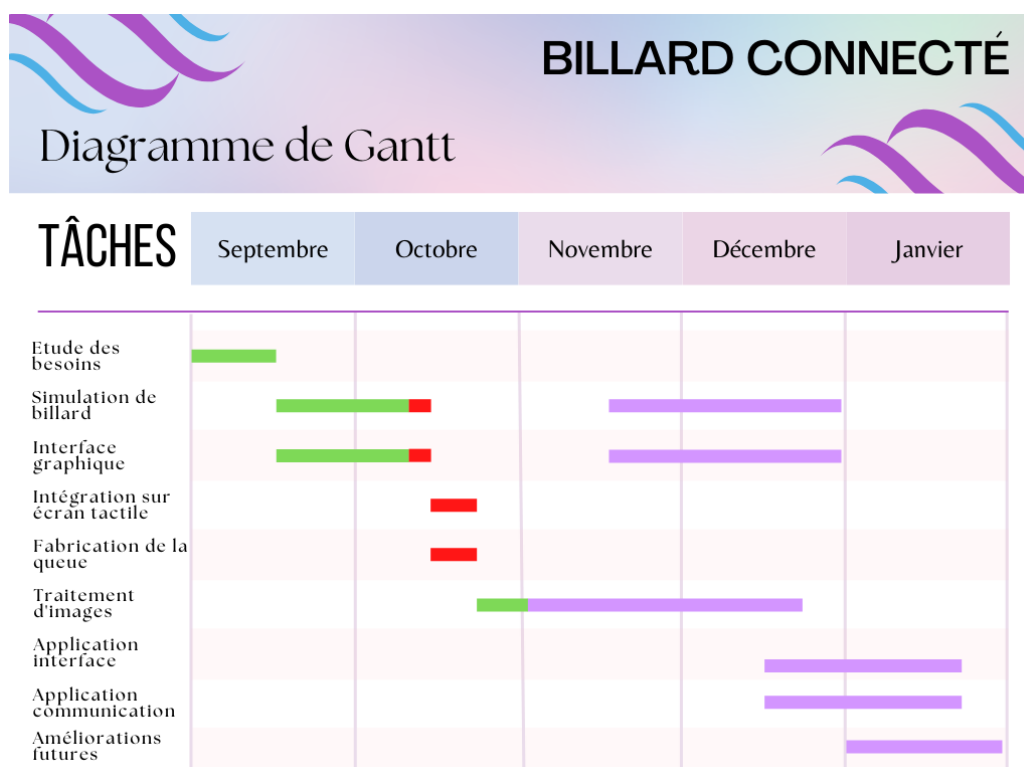 BILLARD CONNECTÉ
Diagramme de Gantt
TÂCHES
Septembre
Octobre
Novembre
Décembre
Janvier
Etude des
besoins
Simulation de
billard
Interface
graphique
Intégration sur
écran tactile
Fabrication de la
queue
Traitement
d'images
Application
interface
Application
communication
Améliorations
futures